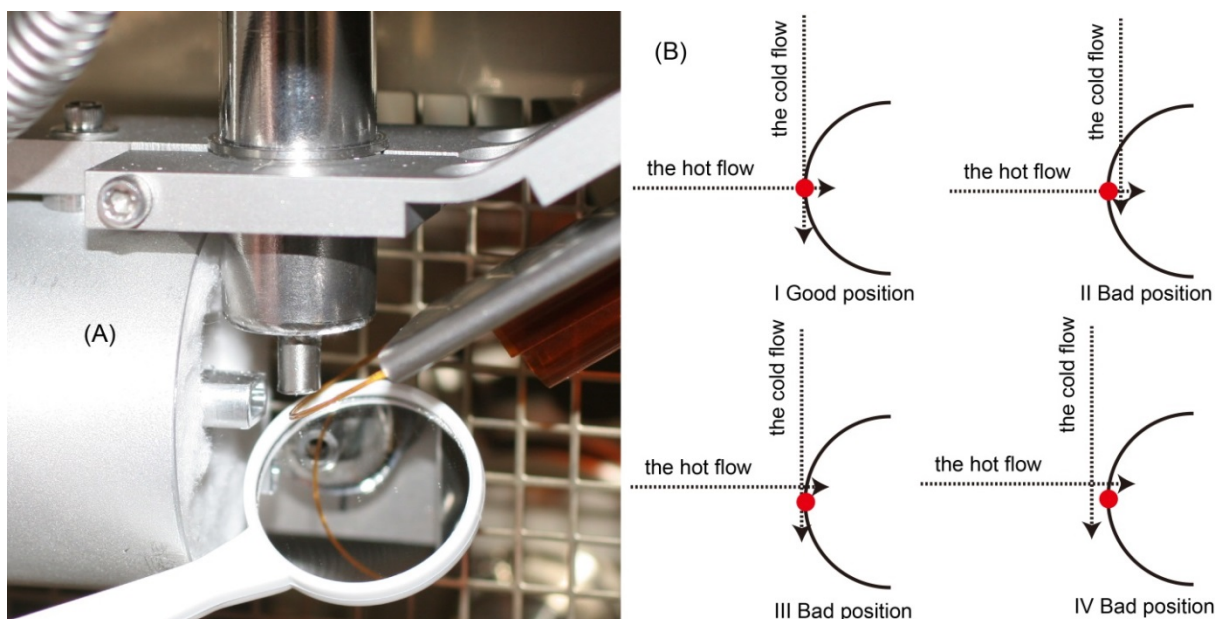 (A)
(B)
the cold flow
the hot flow
I Good position
the cold flow
the hot flow
II Bad position
the cold flow
the hot flow
III Bad position
the cold flow
the hot flow
IV Bad position